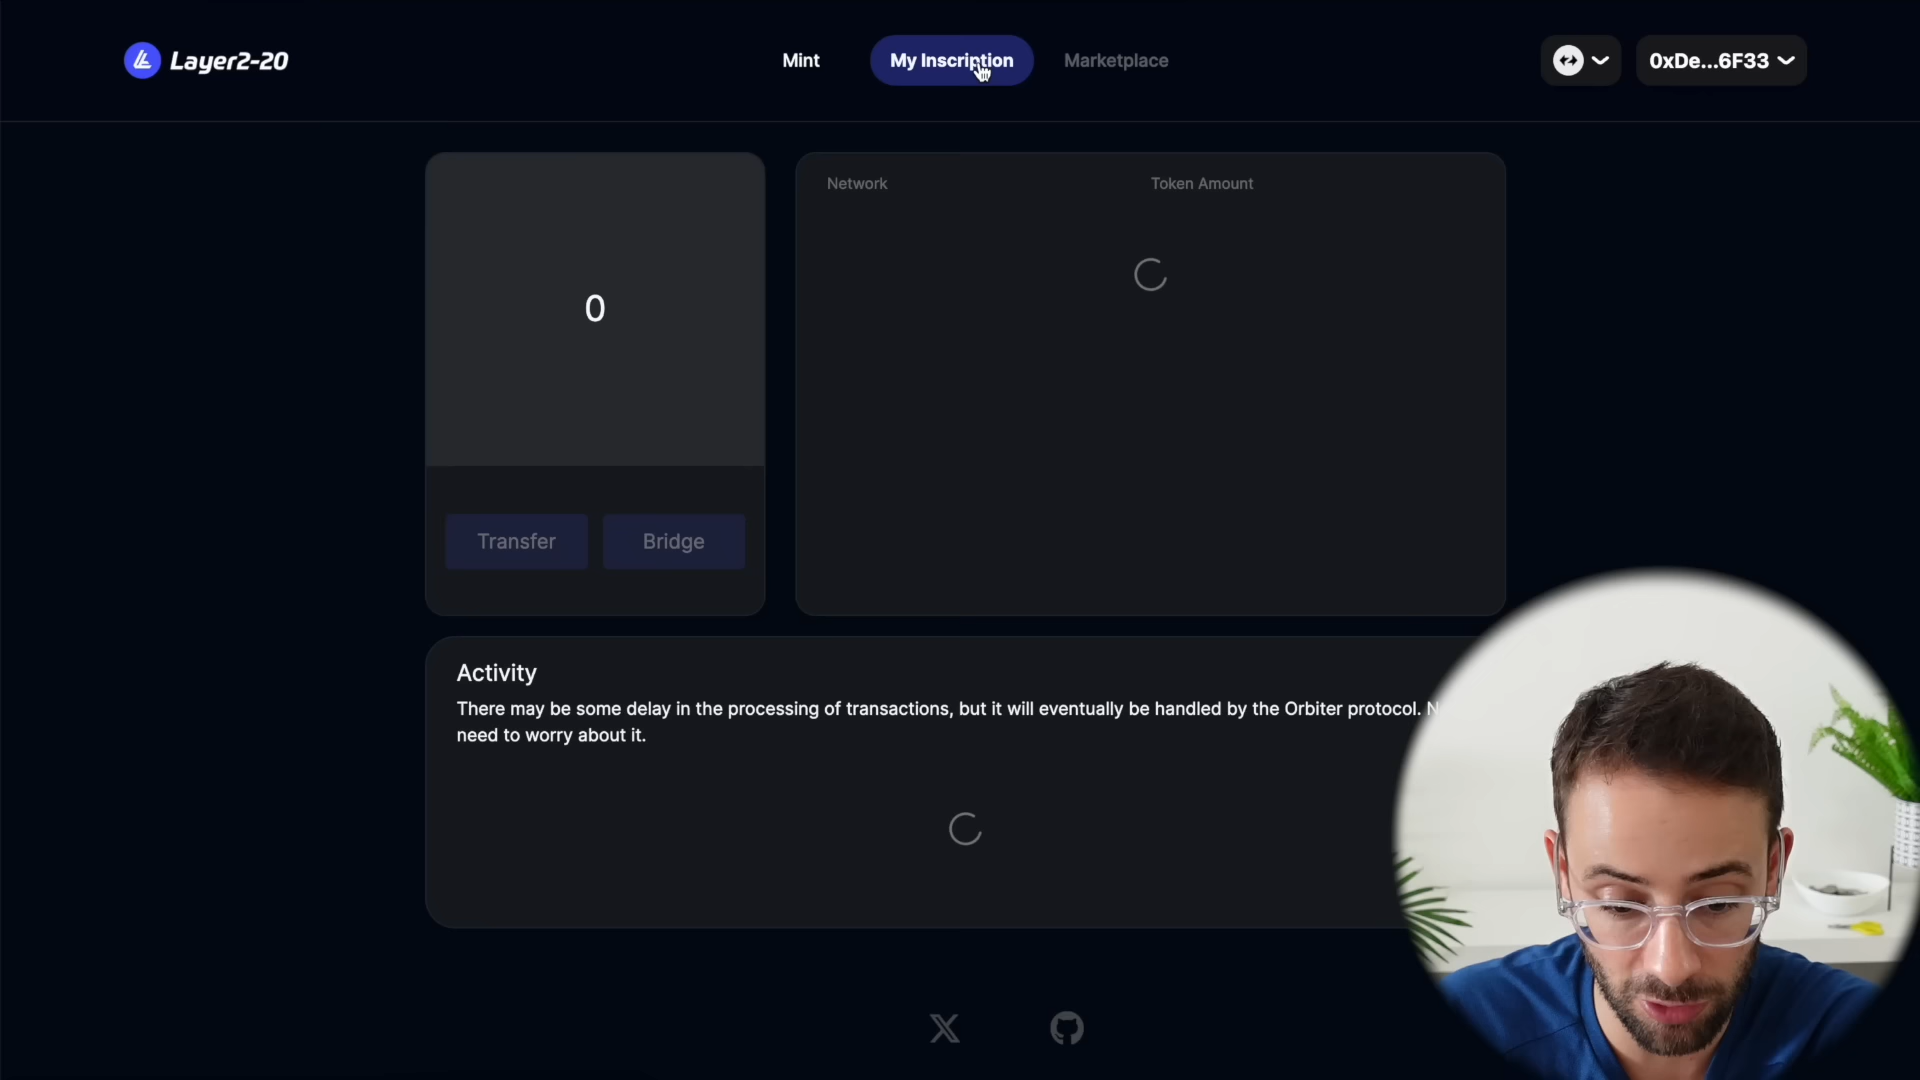 Layer2-20
Mint
My Inscription
Marketplace
0xDe...6F33
Network
Token Amount
0
Transfer
Bridge
Activity
There may be some delay in the processing of transactions, but it will eventually be handled by the Orbiter protocol. N
need to worry about it.